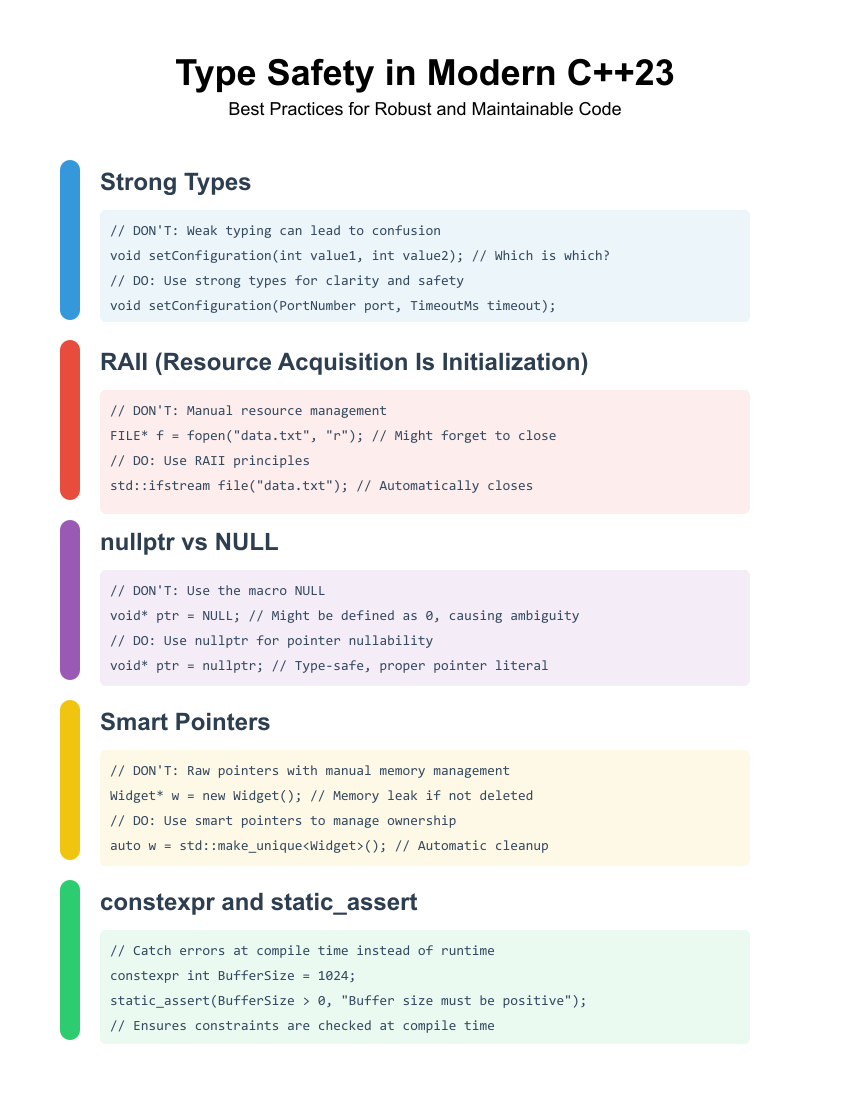 Type Safety in Modern C++23
Best Practices for Robust and Maintainable Code
Strong Types
// DON'T: Weak typing can lead to confusion
void setConfiguration(int value1, int value2); // Which is which?
// DO: Use strong types for clarity and safety
void setConfiguration(PortNumber port, TimeoutMs timeout);
RAII (Resource Acquisition Is Initialization)
// DON'T: Manual resource management
FILE* f = fopen("data.txt", "r"); // Might forget to close
// DO: Use RAII principles
std::ifstream file("data.txt"); // Automatically closes
nullptr vs NULL
// DON'T: Use the macro NULL
void* ptr = NULL; // Might be defined as 0, causing ambiguity
// DO: Use nullptr for pointer nullability
void* ptr = nullptr; // Type-safe, proper pointer literal
Smart Pointers
// DON'T: Raw pointers with manual memory management
Widget* w = new Widget(); // Memory leak if not deleted
// DO: Use smart pointers to manage ownership
auto w = std::make_unique<Widget>(); // Automatic cleanup
constexpr and static_assert
// Catch errors at compile time instead of runtime
constexpr int BufferSize = 1024;
static_assert(BufferSize > 0, "Buffer size must be positive");
// Ensures constraints are checked at compile time